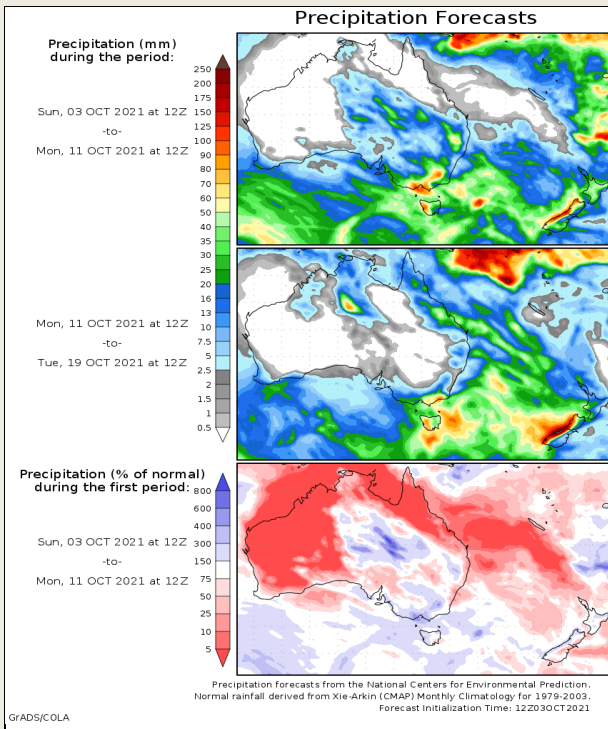 Precipitation Forecasts
Precipitation (mm)
during the period:
Sun, 03 OCT 2021 at 12Z
-to-
Mon, 11 OCT 2021 at 12Z
250
200
175
150
125
100
90
80
70
60
50
40
35
30
25
20
16
13
10
7.5
5
2.5
2
1.5
1
0.5
Mon, 11 OCT 2021 at 12Z
-to-
Tue, 19 OCT 2021 at 12Z
Precipitation (% of normal)
during the first period:
Sun, 03 OCT 2021 at 12Z
-to-
Mon, 11 OCT 2021 at 12Z
800
600
400
300
150
75
50
25
10
5
Precipitation forecasts from the National Centers for Environmental Prediction.
Normal rainfall derived from Xie-Arkin (CMAP) Monthly Climatology for 1979-2003.
Forecast Initialization Time: 12Z03OCT2021
GrADS/COLA